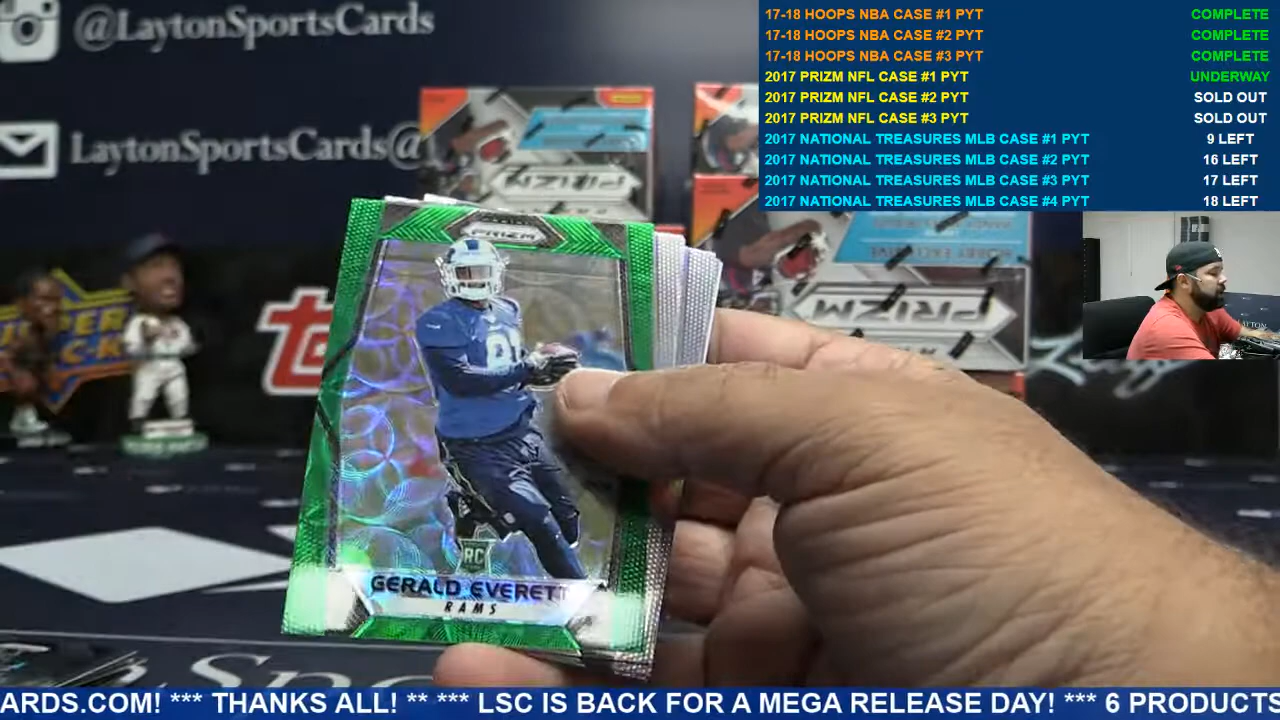 @LaytonSportsCards
LaytonSportsCards@
17-18 HOOPS NBA CASE #1 PYT COMPLETE
17-18 HOOPS NBA CASE #2 PYT COMPLETE
17-18 HOOPS NBA CASE #3 PYT COMPLETE
2017 PRIZM NFL CASE #1 PYT UNDERWAY
2017 PRIZM NFL CASE #2 PYT SOLD OUT
2017 PRIZM NFL CASE #3 PYT SOLD OUT
2017 NATIONAL TREASURES MLB CASE #1 PYT 9 LEFT
2017 NATIONAL TREASURES MLB CASE #2 PYT 16 LEFT
2017 NATIONAL TREASURES MLB CASE #3 PYT 17 LEFT
2017 NATIONAL TREASURES MLB CASE #4 PYT 18 LEFT
PRIZM
PRIZM
PRIZM
PRIZM
RC
GERALD EVERETT
RAMS
ARDS.COM! *** THANKS ALL! ** *** LSC IS BACK FOR A MEGA RELEASE DAY! *** 6 PRODUCTS